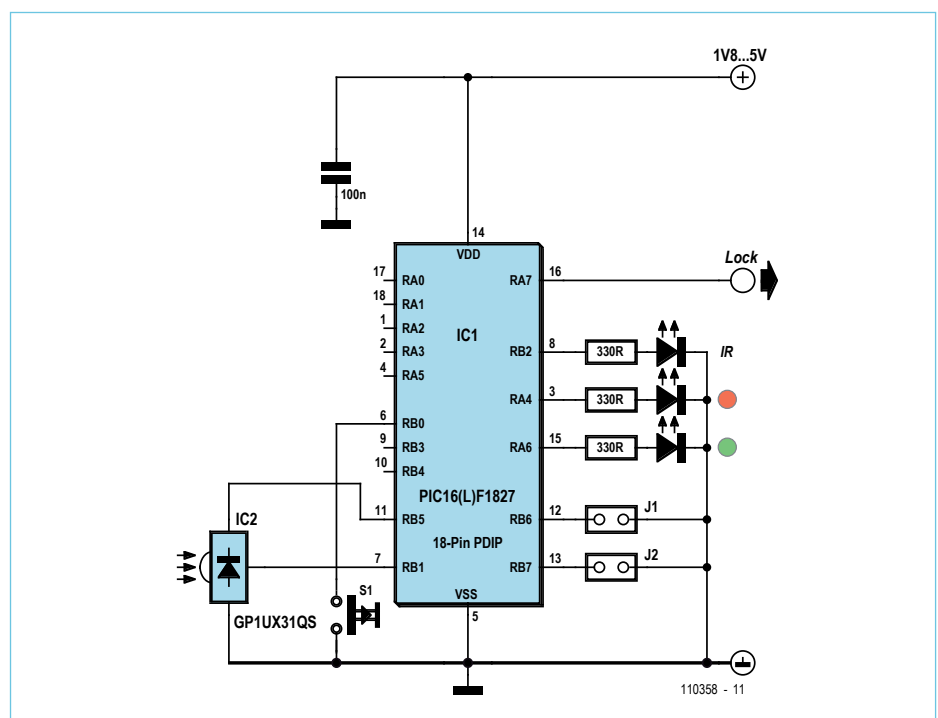 1V8...5V
100n
14
VDD
17 RA0
RA7 16
Lock
18 RA1
1 RA2
IC1
2 RA3
RB2 8
330R
IR
4 RA5
RA4 3
330R
6 RB0
9 RB3
RA6 15
330R
10 RB4
PIC16(L)F1827
11 RB5
RB6 12
J1
IC2
18-Pin PDIP
7 RB1
RB7 13
J2
S1
VSS
GP1UX31QS
5
110358 - 11